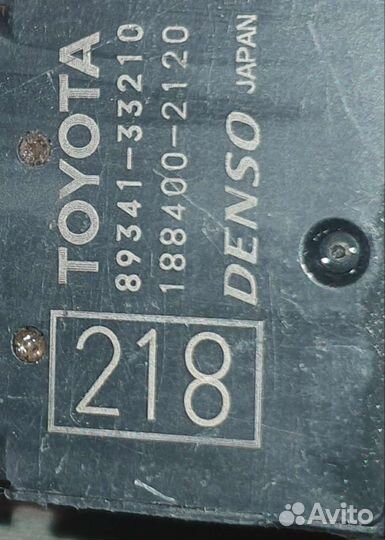 TOYOTA
89341-33210
188400-2120
DENSO JAPAN
218
Avito